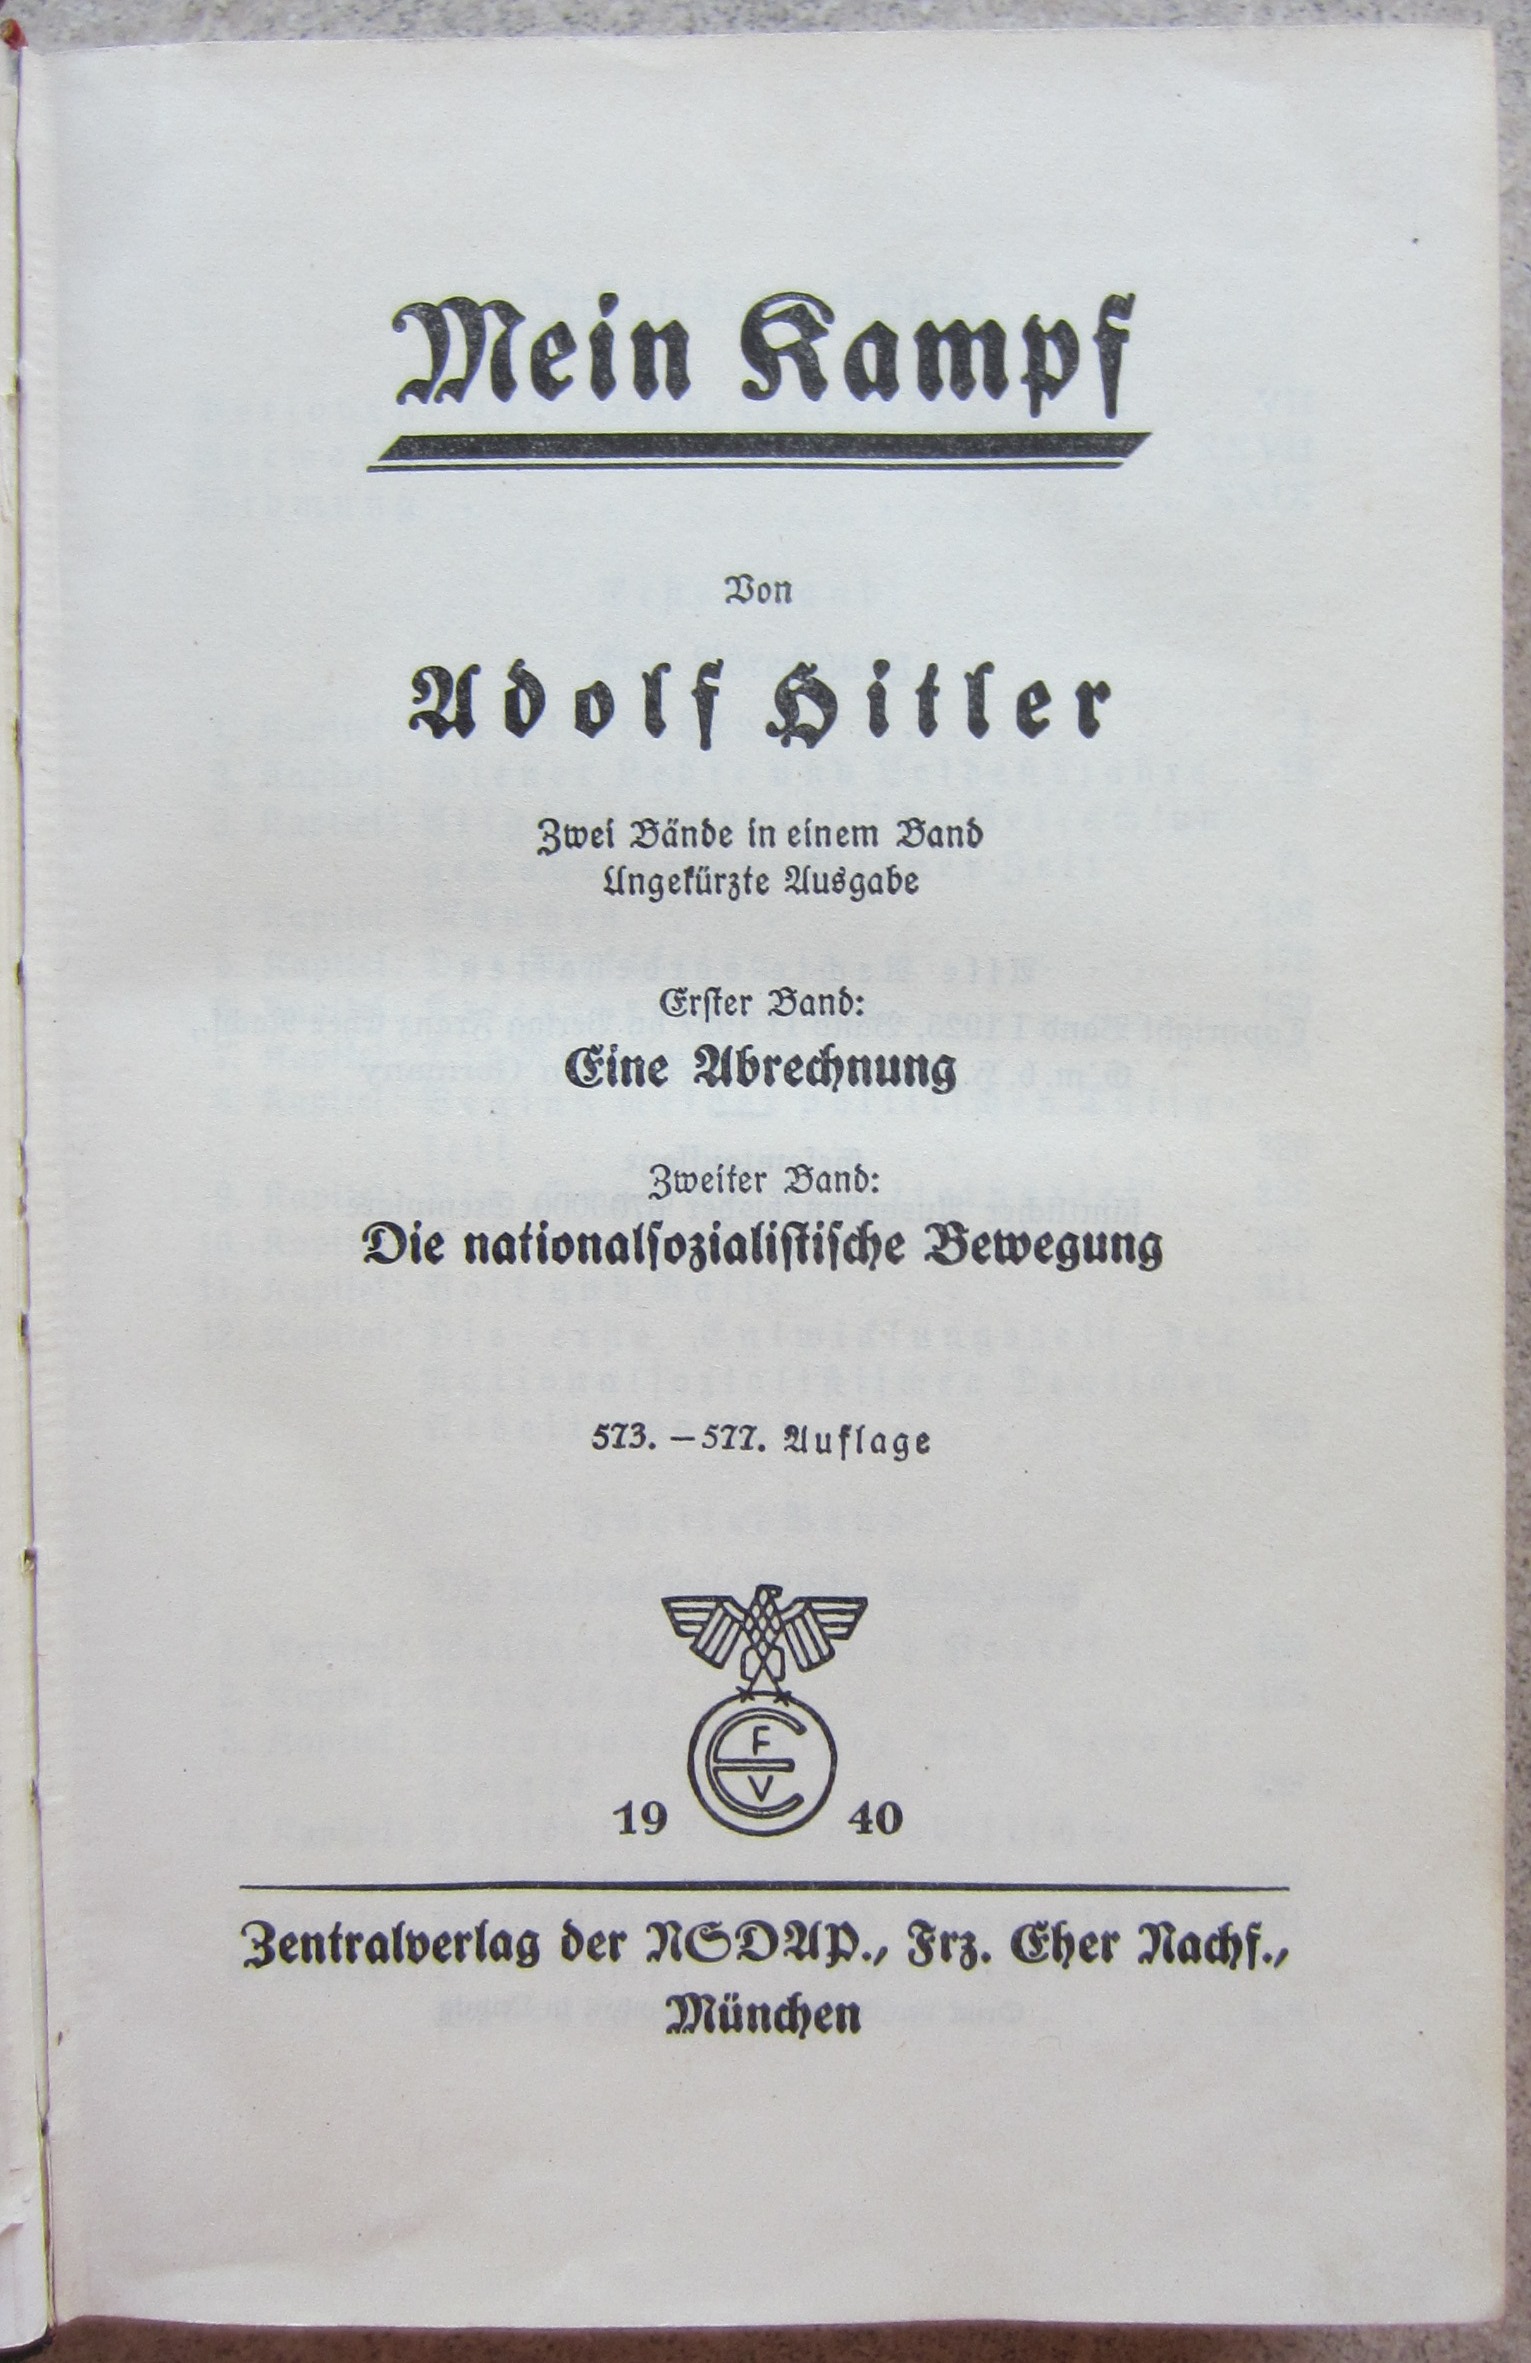 Mein Kampf
Von
Adolf Hitler
Zwei Bände in einem Band
Ungekürzte Ausgabe
Erster Band:
Eine Abrechnung
Zweiter Band:
Die nationalsozialistische Bewegung
573. – 577. Auflage
F
E
V
19 40
Zentralverlag der NSDAP., Frz. Eher Nachf.,
München